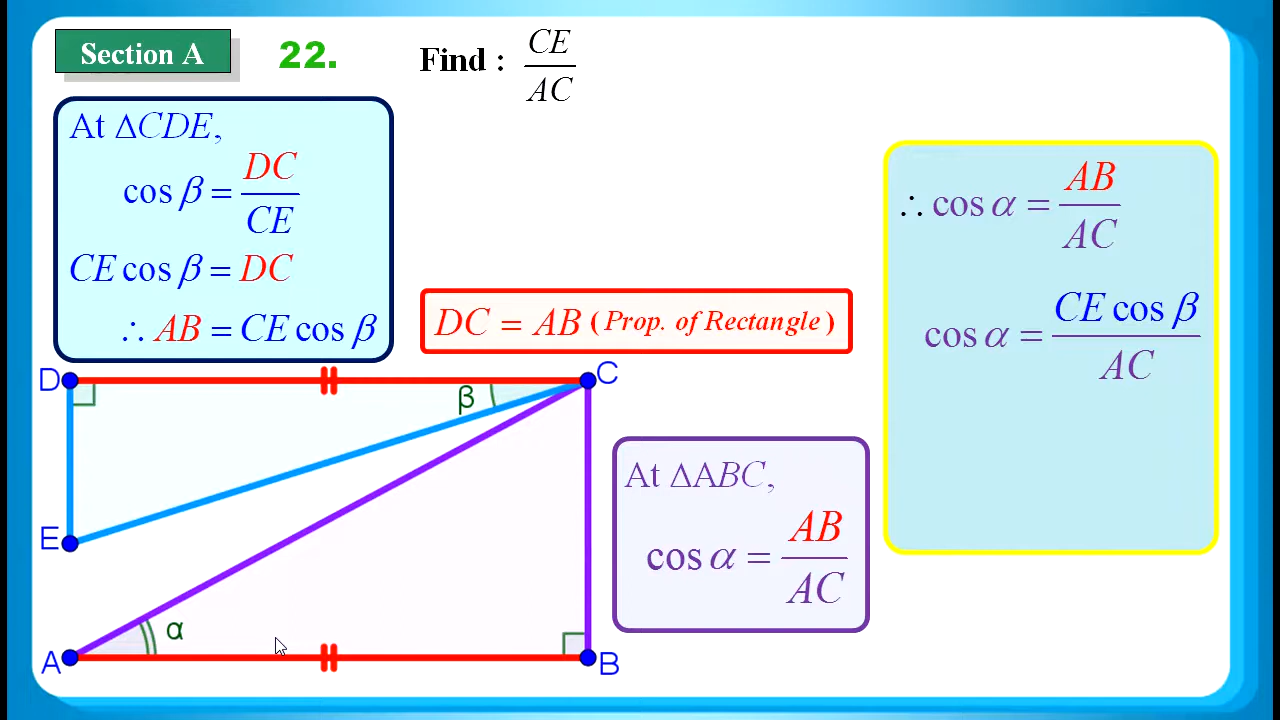 Section A
22.
Find : CE/AC
At ΔCDE,
cos β = DC/CE
CE cos β = DC
∴ AB = CE cos β
DC = AB ( Prop. of Rectangle )
∴ cos α = AB/AC
cos α = CE cos β/AC
D
C
β
At ΔABC,
cos α = AB/AC
E
α
A
B